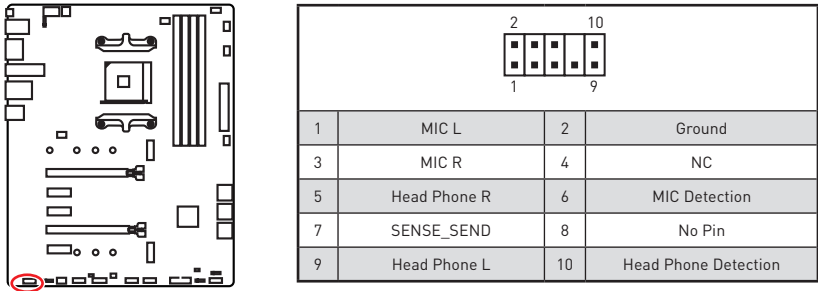 2 10
1 9
1 MIC L 2 Ground
3 MIC R 4 NC
5 Head Phone R 6 MIC Detection
7 SENSE_SEND 8 No Pin
9 Head Phone L 10 Head Phone Detection